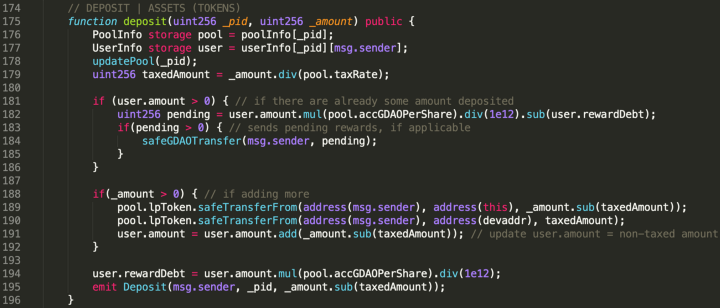 174 // DEPOSIT | ASSETS (TOKENS)
175 function deposit(uint256 _pid, uint256 _amount) public {
176 PoolInfo storage pool = poolInfo[_pid];
177 UserInfo storage user = userInfo[_pid][msg.sender];
178 updatePool(_pid);
179 uint256 taxedAmount = _amount.div(pool.taxRate);
180
181 if (user.amount > 0) { // if there are already some amount deposited
182 uint256 pending = user.amount.mul(pool.accGDAOPerShare).div(1e12).sub(user.rewardDebt);
183 if(pending > 0) { // sends pending rewards, if applicable
184 safeGDAOTransfer(msg.sender, pending);
185 }
186 }
187
188 if(_amount > 0) { // if adding more
189 pool.lpToken.safeTransferFrom(address(msg.sender), address(this), _amount.sub(taxedAmount));
190 pool.lpToken.safeTransferFrom(address(msg.sender), address(devaddr), taxedAmount);
191 user.amount = user.amount.add(_amount.sub(taxedAmount)); // update user.amount = non-taxed amount
192 }
193
194 user.rewardDebt = user.amount.mul(pool.accGDAOPerShare).div(1e12);
195 emit Deposit(msg.sender, _pid, _amount.sub(taxedAmount));
196 }